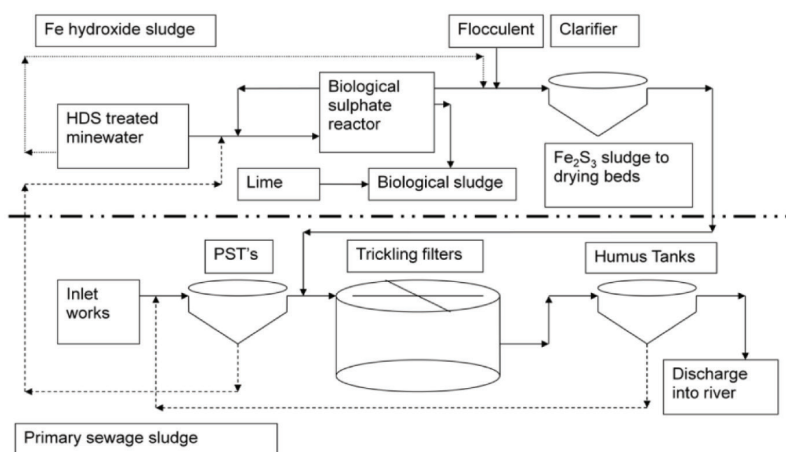 Fe hydroxide sludge
Flocculent
Clarifier
HDS treated
minewater
Biological
sulphate
reactor
Fe₂S₃ sludge to
drying beds
Lime
Biological sludge
PST's
Trickling filters
Humus Tanks
Inlet
works
Discharge
into river
Primary sewage sludge